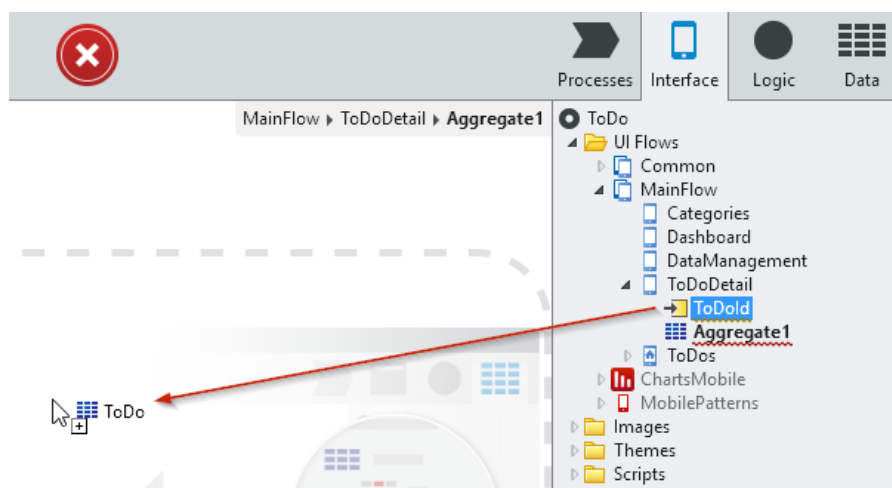 Processes Interface Logic Data
MainFlow ▸ ToDoDetail ▸ Aggregate1
ToDo
UI Flows
Common
MainFlow
Categories
Dashboard
DataManagement
ToDoDetail
ToDoId
Aggregate1
ToDos
ChartsMobile
MobilePatterns
Images
Themes
Scripts
ToDo